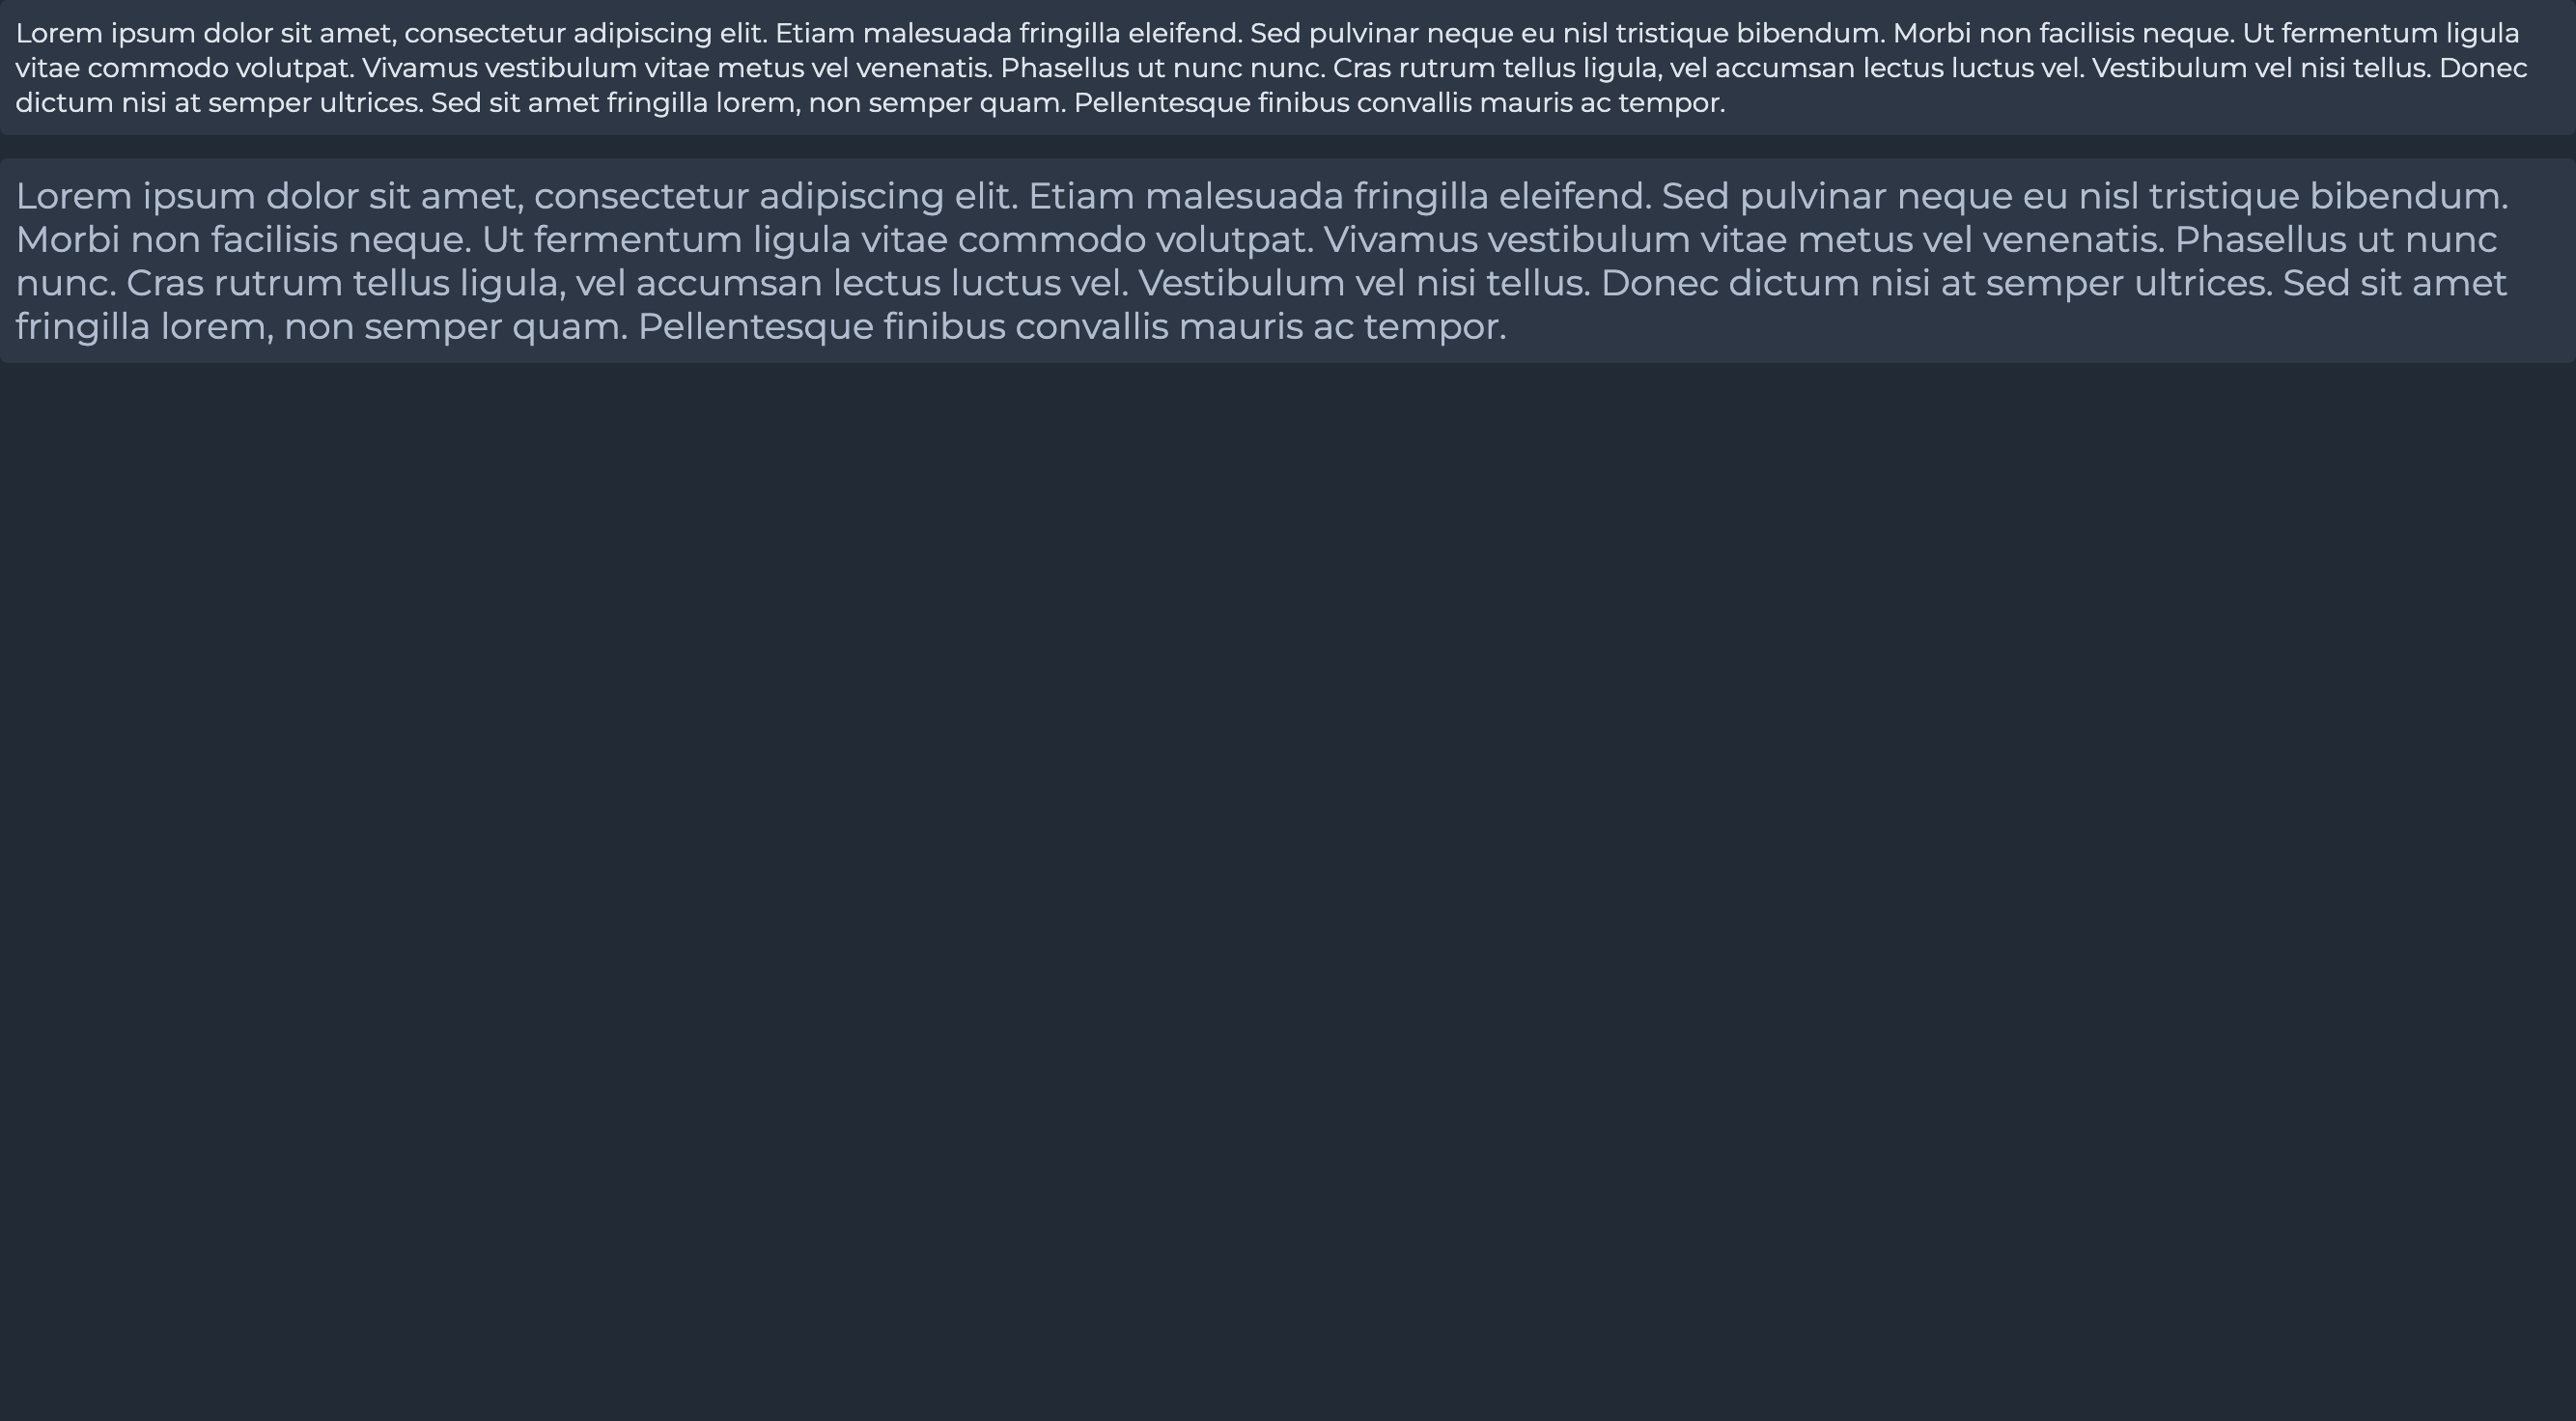 Lorem ipsum dolor sit amet, consectetur adipiscing elit. Etiam malesuada fringilla eleifend. Sed pulvinar neque eu nisl tristique bibendum. Morbi non facilisis neque. Ut fermentum ligula
vitae commodo volutpat. Vivamus vestibulum vitae metus vel venenatis. Phasellus ut nunc nunc. Cras rutrum tellus ligula, vel accumsan lectus luctus vel. Vestibulum vel nisi tellus. Donec
dictum nisi at semper ultrices. Sed sit amet fringilla lorem, non semper quam. Pellentesque finibus convallis mauris ac tempor.
Lorem ipsum dolor sit amet, consectetur adipiscing elit. Etiam malesuada fringilla eleifend. Sed pulvinar neque eu nisl tristique bibendum.
Morbi non facilisis neque. Ut fermentum ligula vitae commodo volutpat. Vivamus vestibulum vitae metus vel venenatis. Phasellus ut nunc
nunc. Cras rutrum tellus ligula, vel accumsan lectus luctus vel. Vestibulum vel nisi tellus. Donec dictum nisi at semper ultrices. Sed sit amet
fringilla lorem, non semper quam. Pellentesque finibus convallis mauris ac tempor.